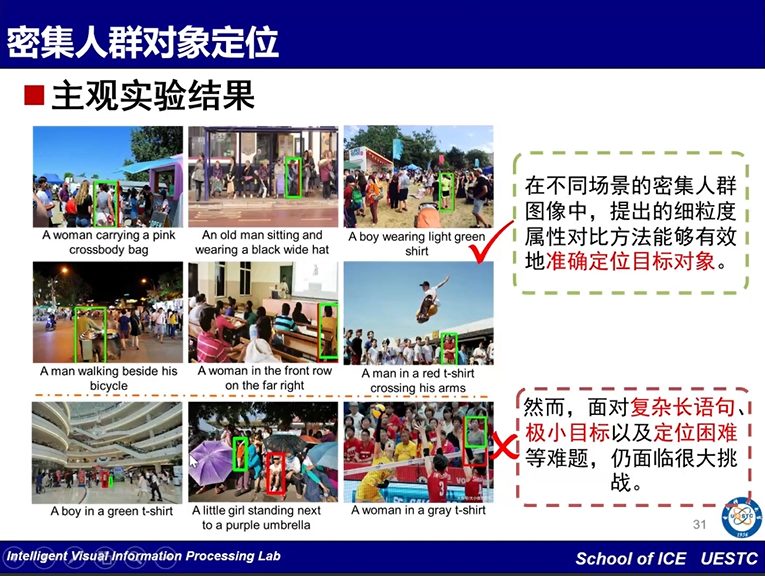 密集人群对象定位
主观实验结果
A woman carrying a pink
crossbody bag
An old man sitting and
wearing a black wide hat
A boy wearing light green
shirt
在不同场景的密集人群
图像中，提出的细粒度
属性对比方法能够有效
地准确定位目标对象。
A man walking beside his
bicycle
A woman in the front row
on the far right
A man in a red t-shirt
crossing his arms
A boy in a green t-shirt
A little girl standing next
to a purple umbrella
A woman in a gray t-shirt
然而，面对复杂长语句、
极小目标以及定位困难
等难题，仍面临很大挑
战。
31
Intelligent Visual Information Processing Lab
School of ICE UESTC